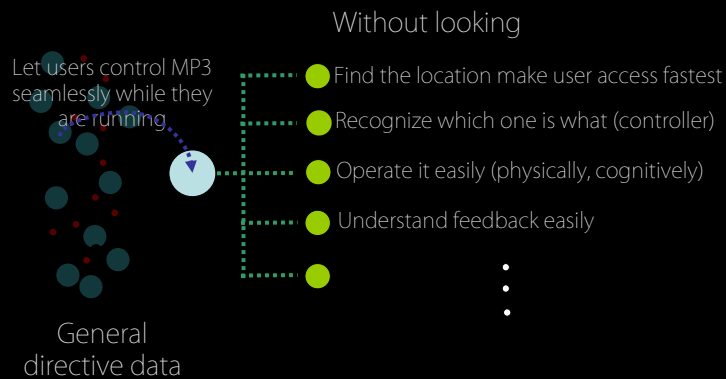 Without looking
Let users control MP3
seamlessly while they
are running
Find the location make user access fastest
Recognize which one is what (controller)
Operate it easily (physically, cognitively)
Understand feedback easily
General
directive data